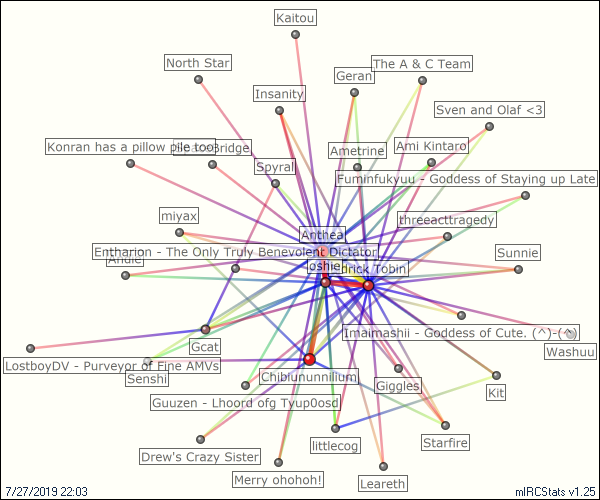 Kaitou
North Star
The A & C Team
Geran
Insanity
Sven and Olaf <3
Konran has a pillow pile too!
Bridge
Ametrine
Ami Kintaro
Spyral
Fuminfukyuu - Goddess of Staying up Late
miyax
threeacttragedy
Anthea
Entharion - The Only Truly Benevolent Dictator
Sunnie
Andie
joshie
drick Tobin
Imaimashii - Goddess of Cute. (^)-(^)
Gcat
Washuu
LostboyDV - Purveyor of Fine AMVs
Senshi
Chibiununnilium
Giggles
Kit
Guuzen - Lhoord ofg Tvup0osd
littlecog
Starfire
Drew's Crazy Sister
Merry ohohoh!
Leareth
7/27/2019 22:03
mIRCStats v1.25